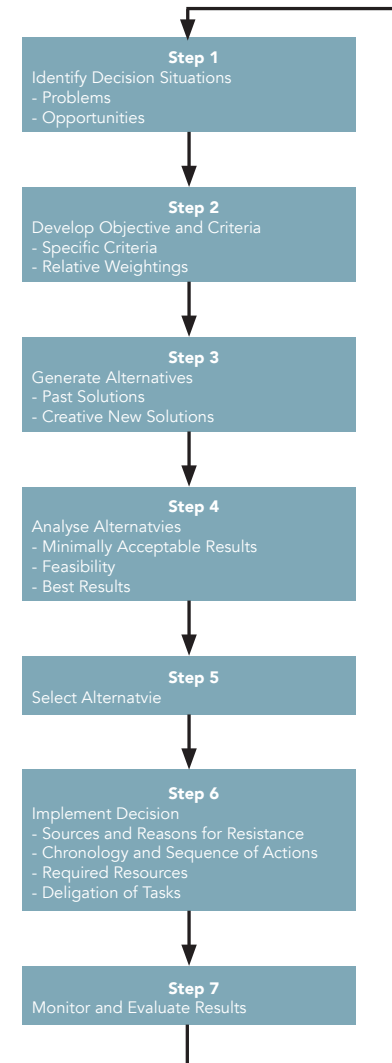 Step 1
Identify Decision Situations
- Problems
- Opportunities
Step 2
Develop Objective and Criteria
- Specific Criteria
- Relative Weightings
Step 3
Generate Alternatives
- Past Solutions
- Creative New Solutions
Step 4
Analyse Alternatvies
- Minimally Acceptable Results
- Feasibility
- Best Results
Step 5
Select Alternatvie
Step 6
Implement Decision
- Sources and Reasons for Resistance
- Chronology and Sequence of Actions
- Required Resources
- Deligation of Tasks
Step 7
Monitor and Evaluate Results